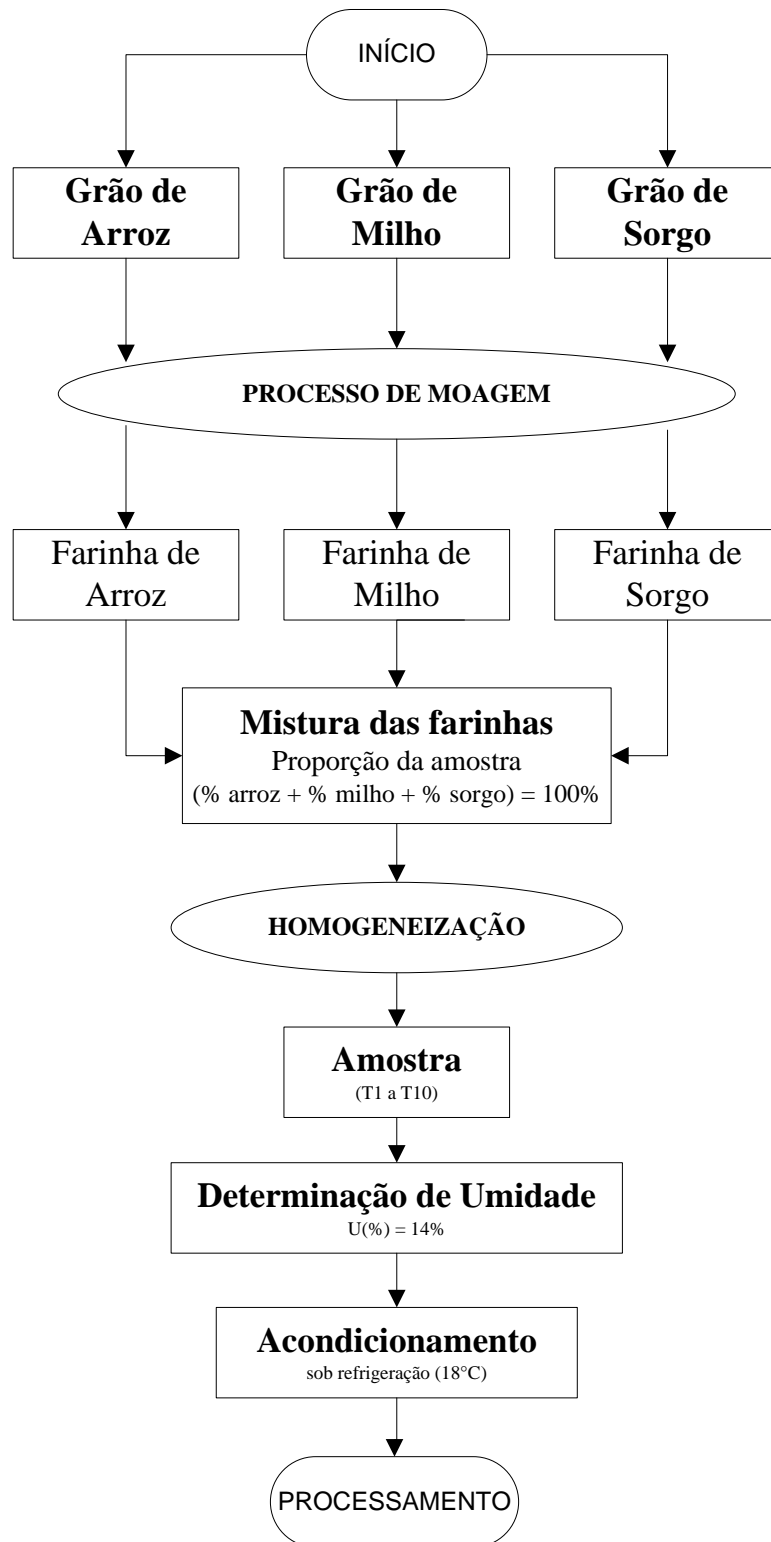 INÍCIO
Grão de
Arroz
Grão de
Milho
Grão de
Sorgo
PROCESSO DE MOAGEM
Farinha de
Arroz
Farinha de
Milho
Farinha de
Sorgo
Mistura das farinhas
Proporção da amostra
(% arroz + % milho + % sorgo) = 100%
HOMOGENEIZAÇÃO
Amostra
(T1 a T10)
Determinação de Umidade
U(%) = 14%
Acondicionamento
sob refrigeração (18°C)
PROCESSAMENTO